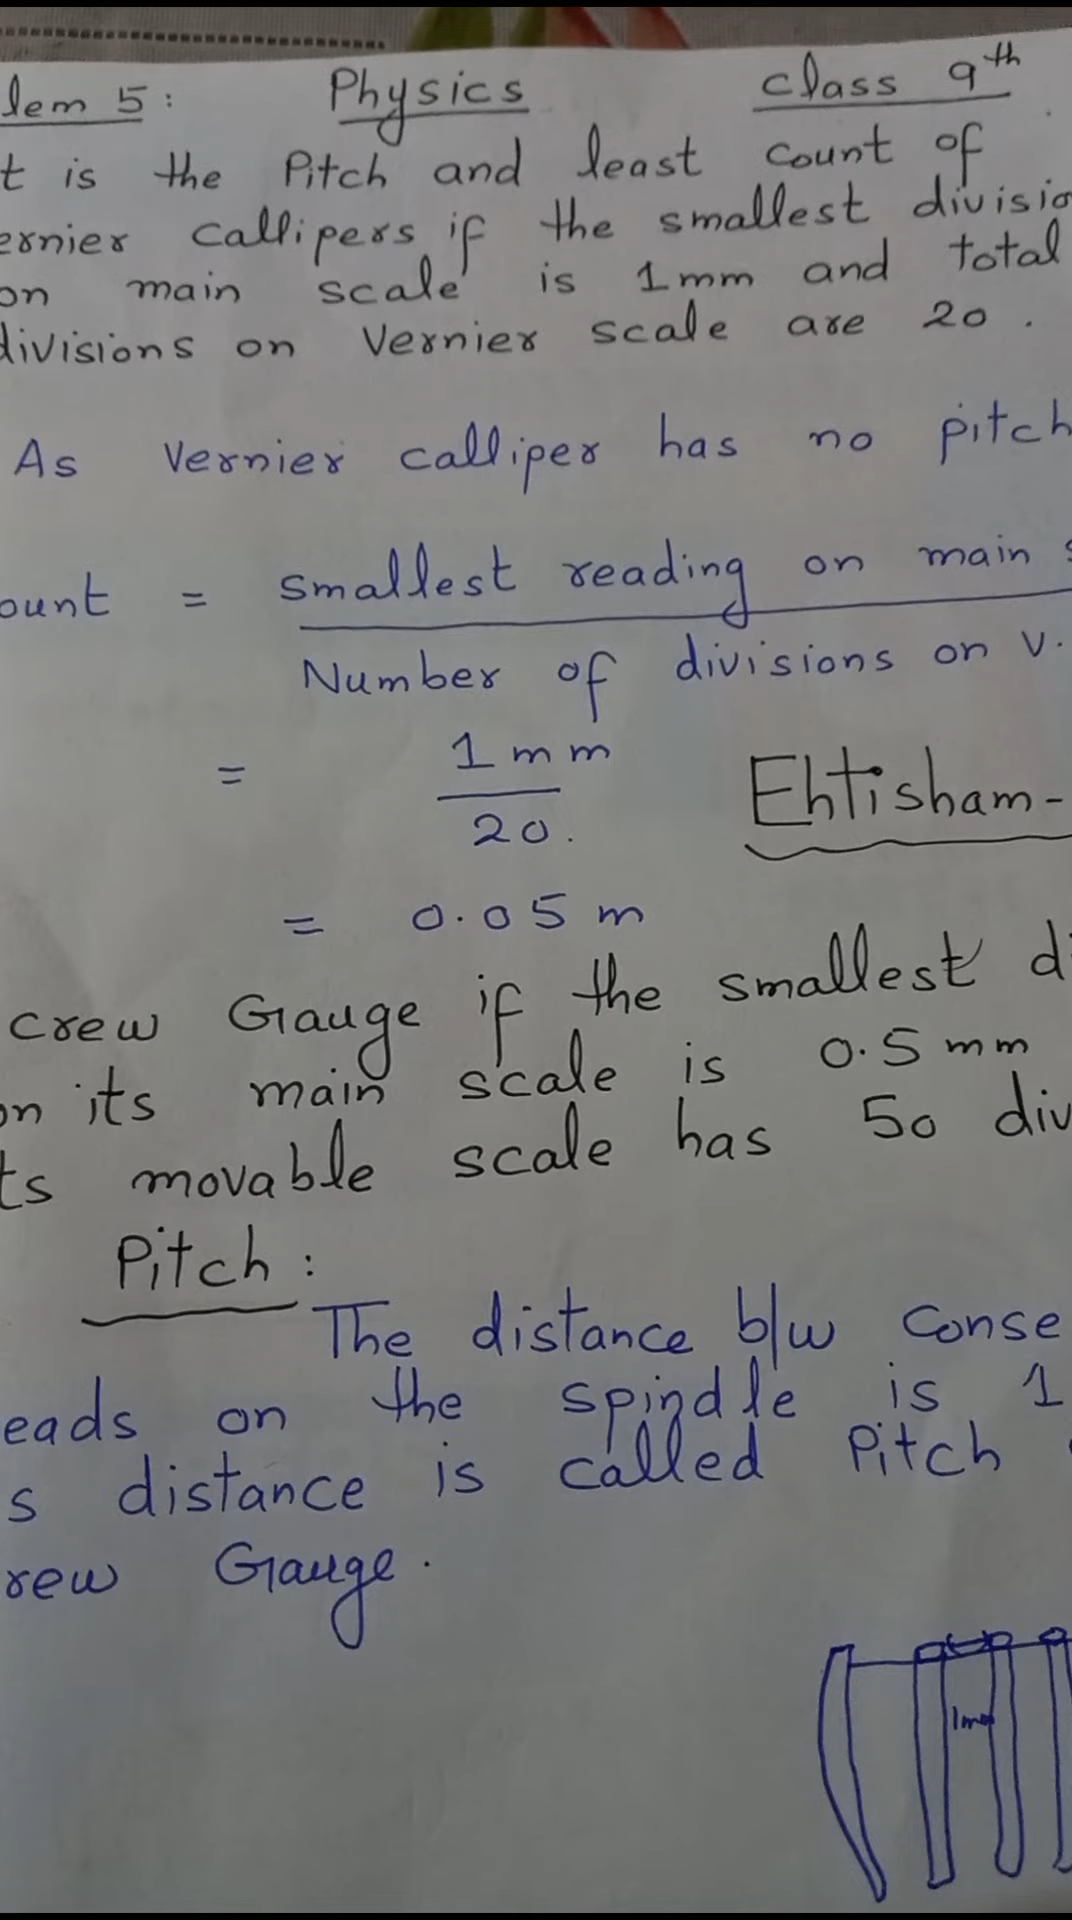 lem 5: Physics class 9th
t is the Pitch and least count of
ernier callipers if the smallest divisio
on main scale is 1mm and total
divisions on Vernier scale are 20.
As Vernier calliper has no pitch
ount = smallest reading on main s
Number of divisions on V.
= 1mm
20.
Ehtisham-
= 0.05 m
crew Gauge if the smallest di
on its main scale is 0.5mm
ts movable scale has 50 div
Pitch:
The distance b/w Conse
eads on the spindle is 1
s distance is called Pitch
rew Gauge.
1mm